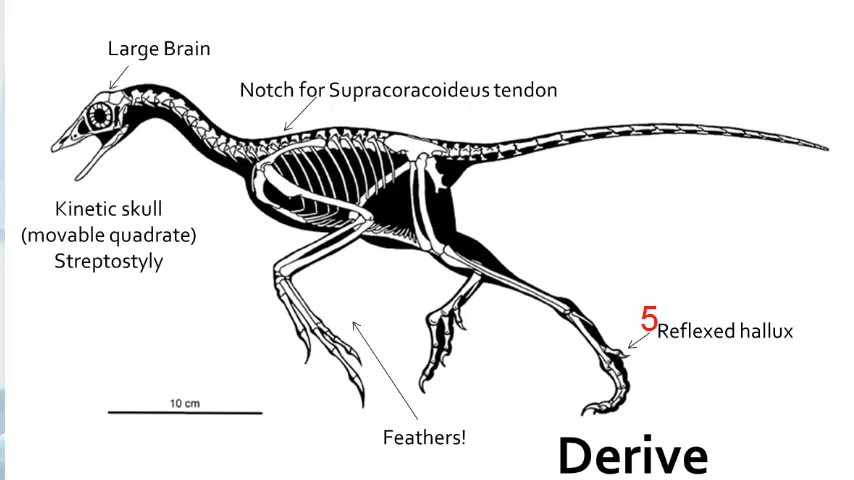 Large Brain
Notch for Supracoracoideus tendon
Kinetic skull
(movable quadrate)
Streptostyly
5
Reflexed hallux
10 cm
Feathers!
Derive